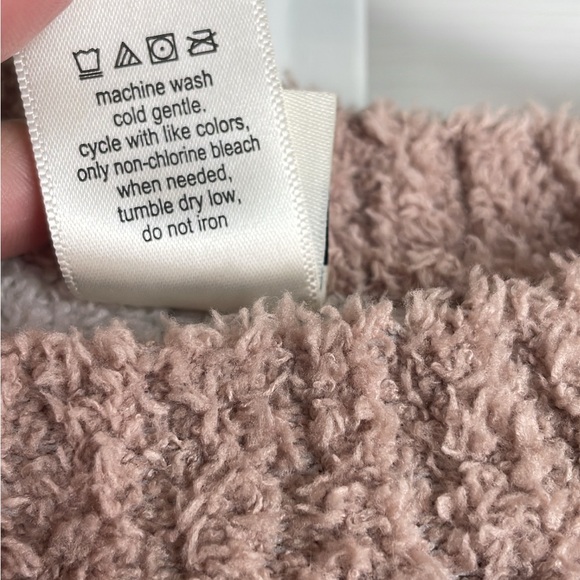 machine wash
cold gentle.
cycle with like colors,
only non-chlorine bleach
when needed,
tumble dry low,
do not iron